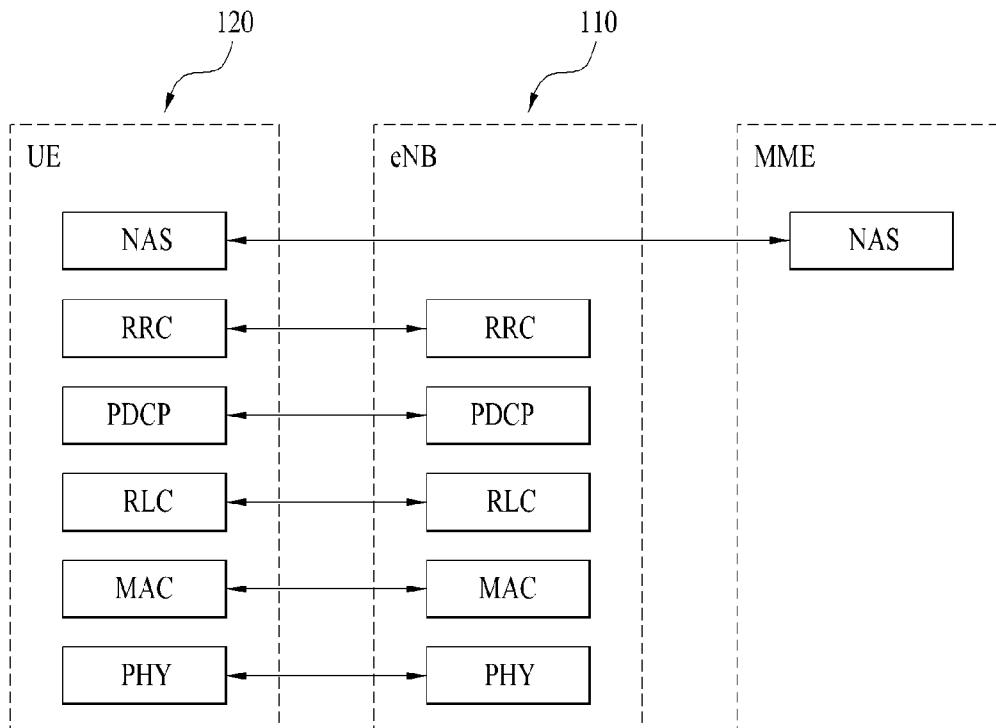 120 110
UE eNB MME
NAS NAS
RRC RRC
PDCP PDCP
RLC RLC
MAC MAC
PHY PHY